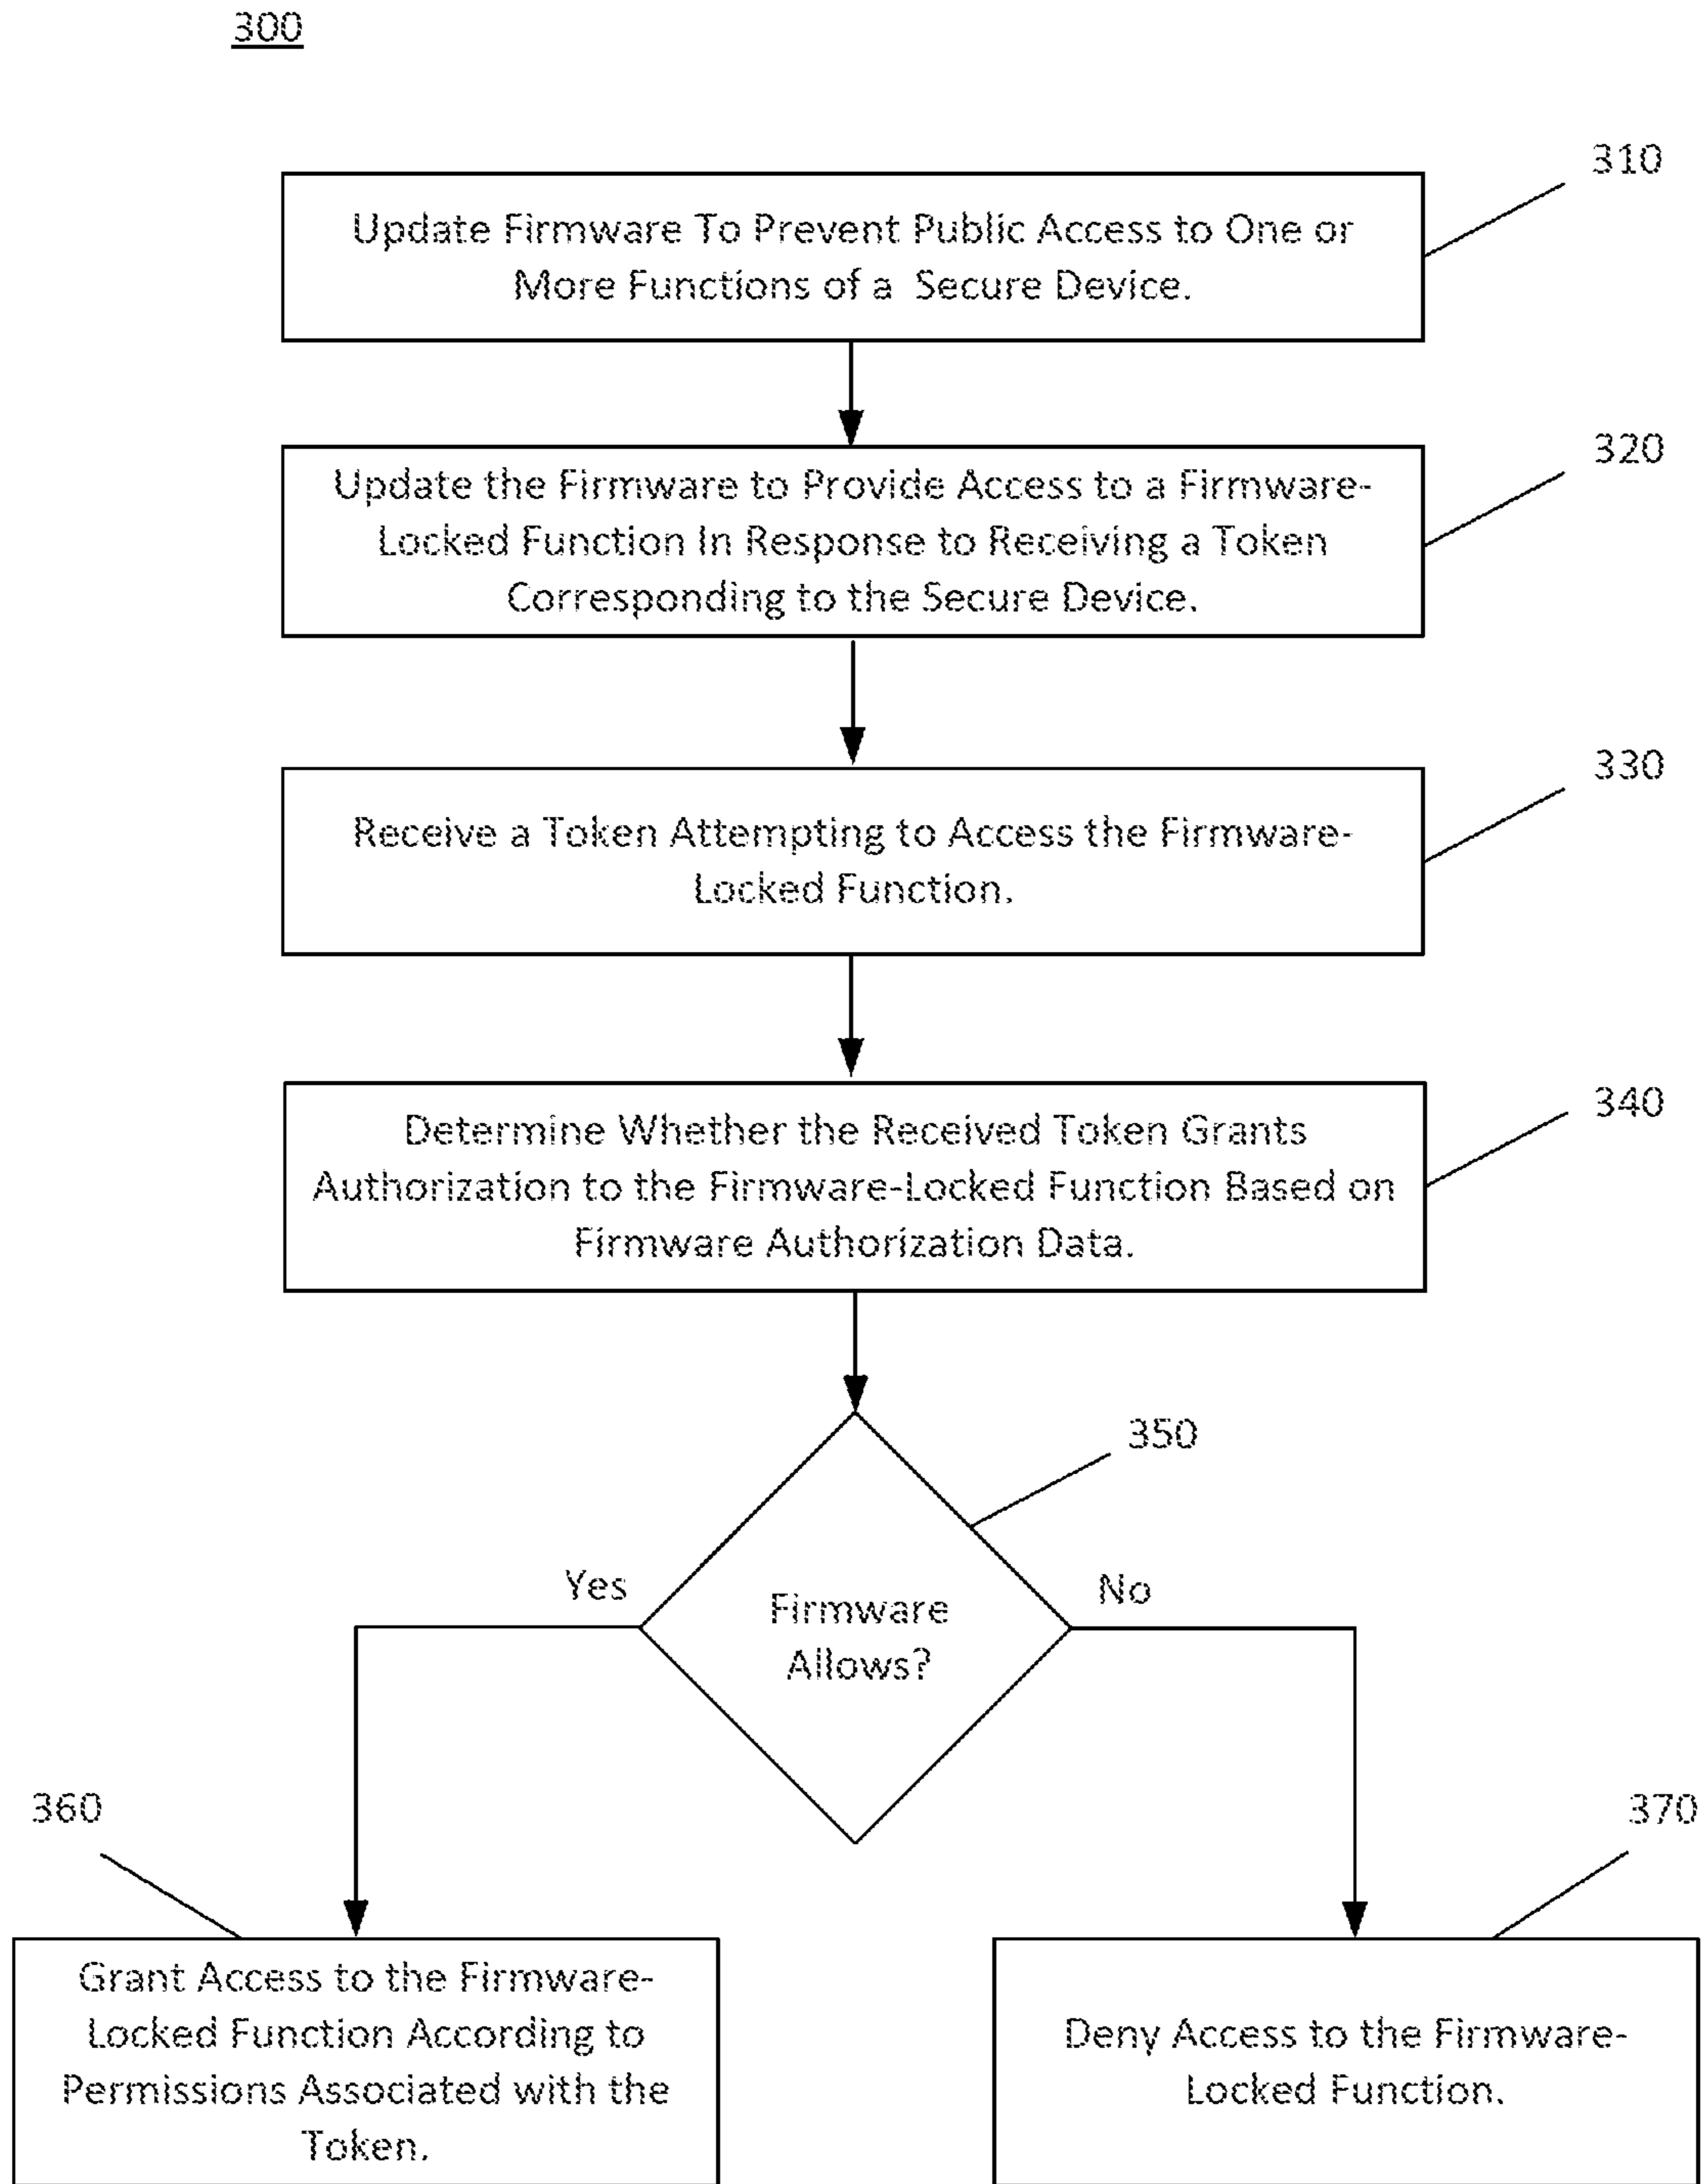 300
310
Update Firmware To Prevent Public Access to One or
More Functions of a Secure Device.
320
Update the Firmware to Provide Access to a Firmware-
Locked Function In Response to Receiving a Token
Corresponding to the Secure Device.
330
Receive a Token Attempting to Access the Firmware-
Locked Function.
340
Determine Whether the Received Token Grants
Authorization to the Firmware-Locked Function Based on
Firmware Authorization Data.
350
Yes
No
Firmware
Allows?
360
370
Grant Access to the Firmware-
Locked Function According to
Permissions Associated with the
Token.
Deny Access to the Firmware-
Locked Function.